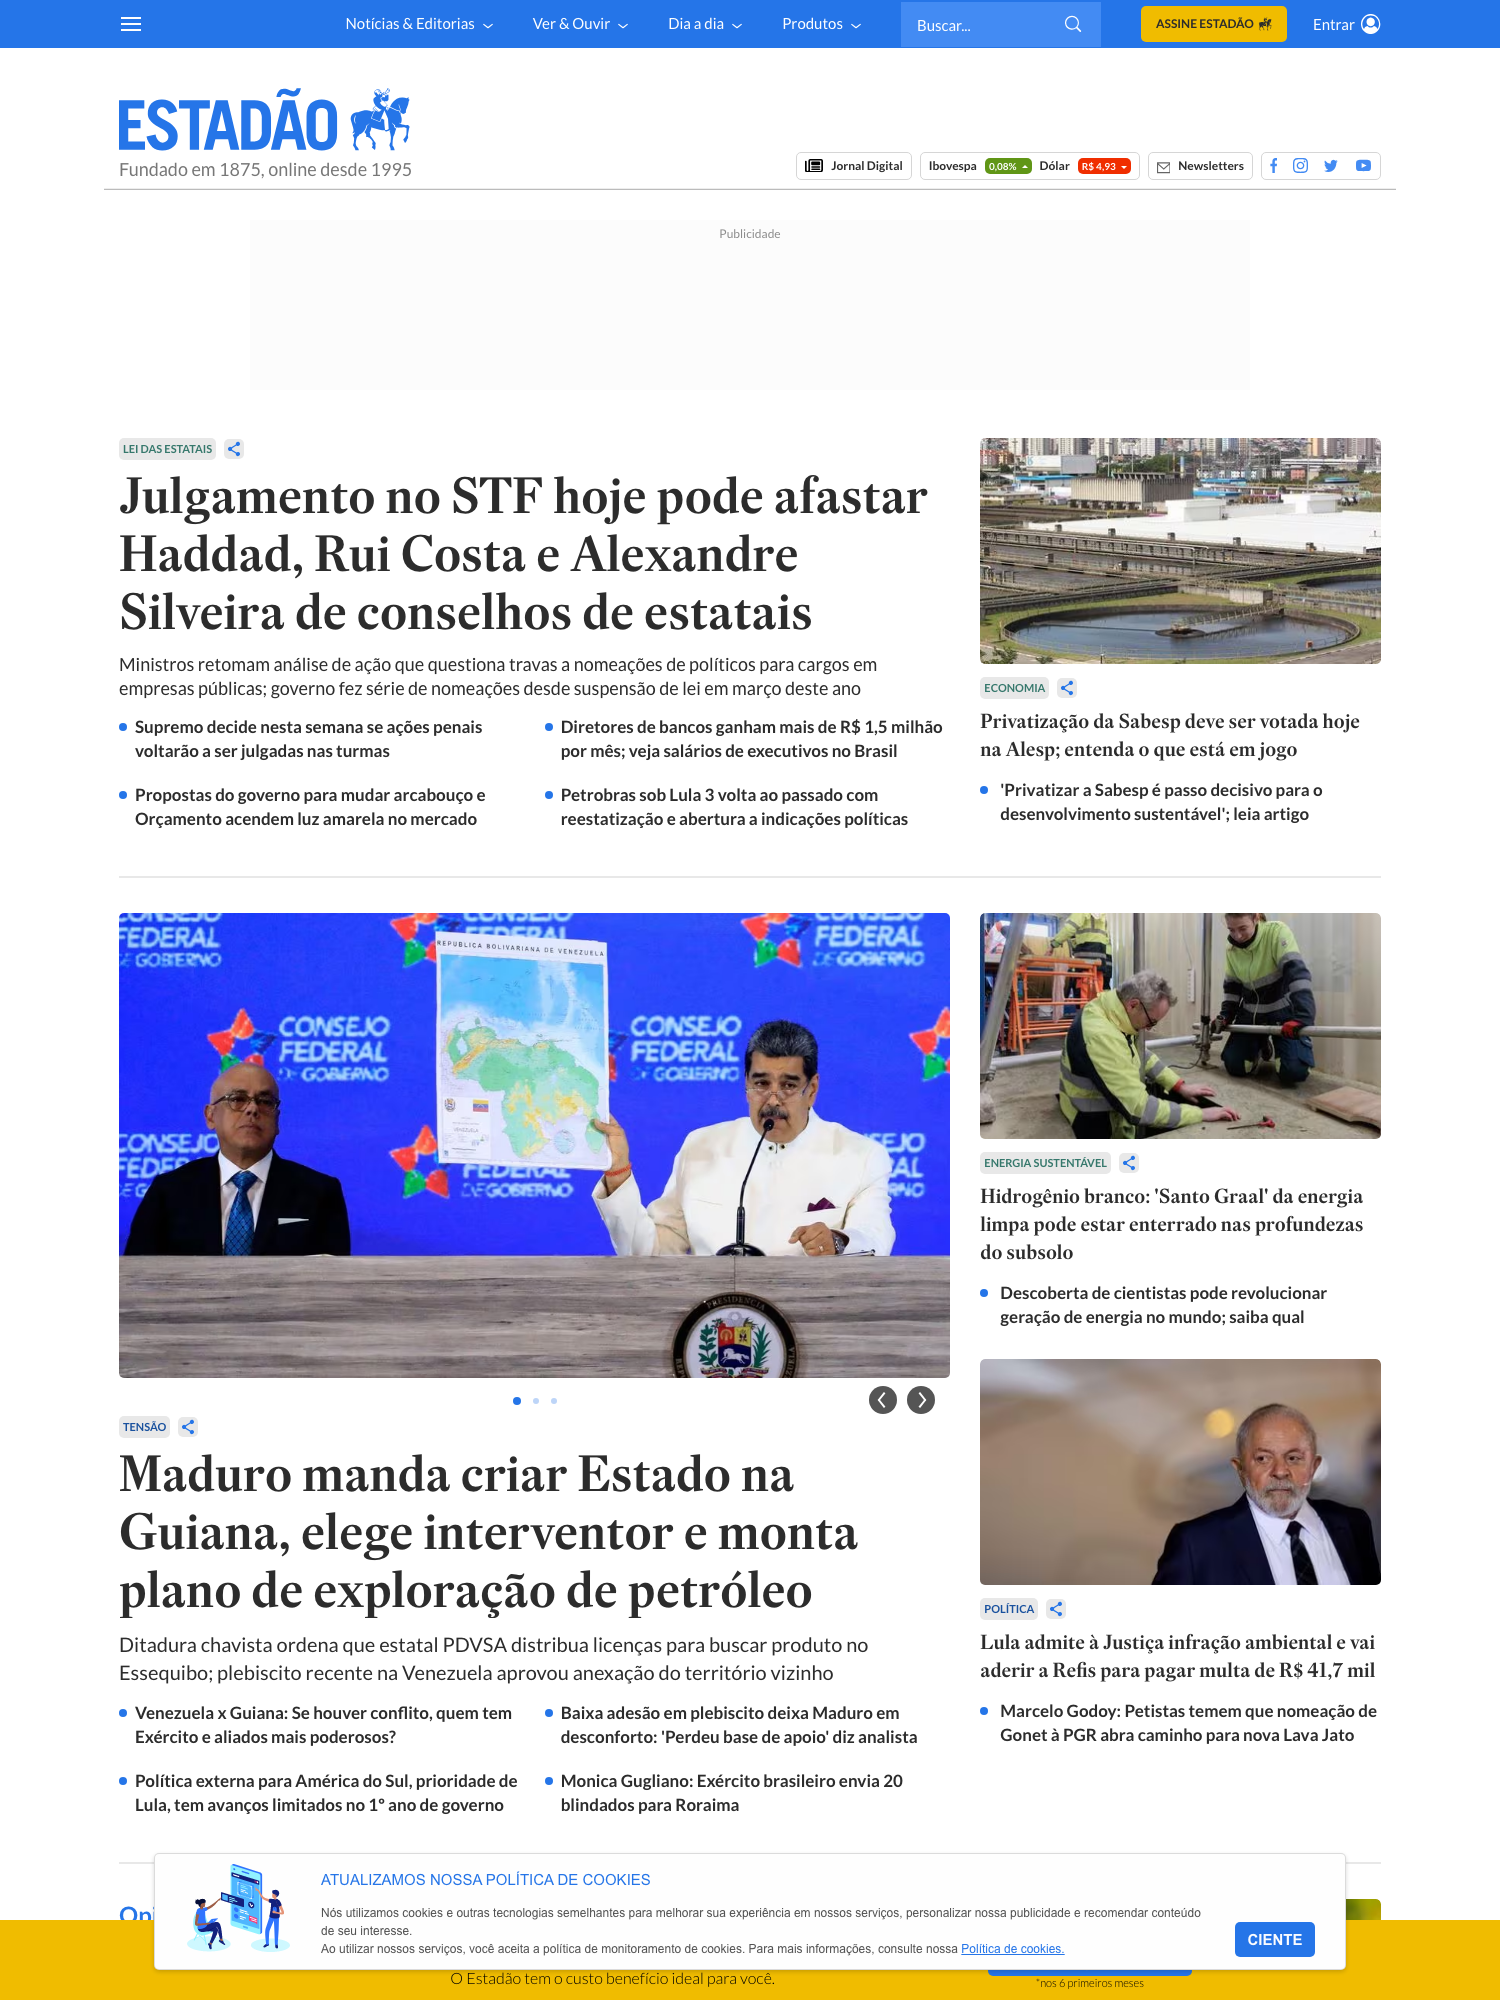 Notícias & Editorias
Ver & Ouvir
Dia a dia
Produtos
Buscar...
ASSINE ESTADÃO
Entrar
ESTADÃO
Fundado em 1875, online desde 1995
Jornal Digital
Ibovespa 0,08% Dólar R$ 4,93
Newsletters
Publicidade
LEI DAS ESTATAIS
Julgamento no STF hoje pode afastar
Haddad, Rui Costa e Alexandre
Silveira de conselhos de estatais
Ministros retomam análise de ação que questiona travas a nomeações de políticos para cargos em
empresas públicas; governo fez série de nomeações desde suspensão de lei em março deste ano
Supremo decide nesta semana se ações penais
voltarão a ser julgadas nas turmas
Diretores de bancos ganham mais de R$ 1,5 milhão
por mês; veja salários de executivos no Brasil
Propostas do governo para mudar arcabouço e
Orçamento acendem luz amarela no mercado
Petrobras sob Lula 3 volta ao passado com
reestatização e abertura a indicações políticas
ECONOMIA
Privatização da Sabesp deve ser votada hoje
na Alesp; entenda o que está em jogo
'Privatizar a Sabesp é passo decisivo para o
desenvolvimento sustentável'; leia artigo
CONSEJO
FEDERAL
DE GOBIERNO
REPUBLICA BOLIVARIANA DE VENEZUELA
CONSEJO
FEDERAL
DE GOBIERNO
CONSEJO
FEDERAL
DE GOBIERNO
PRESIDENCIA
TENSÃO
Maduro manda criar Estado na
Guiana, elege interventor e monta
plano de exploração de petróleo
Ditadura chavista ordena que estatal PDVSA distribua licenças para buscar produto no
Essequibo; plebiscito recente na Venezuela aprovou anexação do território vizinho
Venezuela x Guiana: Se houver conflito, quem tem
Exército e aliados mais poderosos?
Baixa adesão em plebiscito deixa Maduro em
desconforto: 'Perdeu base de apoio' diz analista
Política externa para América do Sul, prioridade de
Lula, tem avanços limitados no 1º ano de governo
Monica Gugliano: Exército brasileiro envia 20
blindados para Roraima
ENERGIA SUSTENTÁVEL
Hidrogênio branco: 'Santo Graal' da energia
limpa pode estar enterrado nas profundezas
do subsolo
Descoberta de cientistas pode revolucionar
geração de energia no mundo; saiba qual
POLÍTICA
Lula admite à Justiça infração ambiental e vai
aderir a Refis para pagar multa de R$ 41,7 mil
Marcelo Godoy: Petistas temem que nomeação de
Gonet à PGR abra caminho para nova Lava Jato
ATUALIZAMOS NOSSA POLÍTICA DE COOKIES
Nós utilizamos cookies e outras tecnologias semelhantes para melhorar sua experiência em nossos serviços, personalizar nossa publicidade e recomendar conteúdo
de seu interesse.
Ao utilizar nossos serviços, você aceita a política de monitoramento de cookies. Para mais informações, consulte nossa Política de cookies.
CIENTE
O Estadão tem o custo benefício ideal para você.
*nos 6 primeiros meses